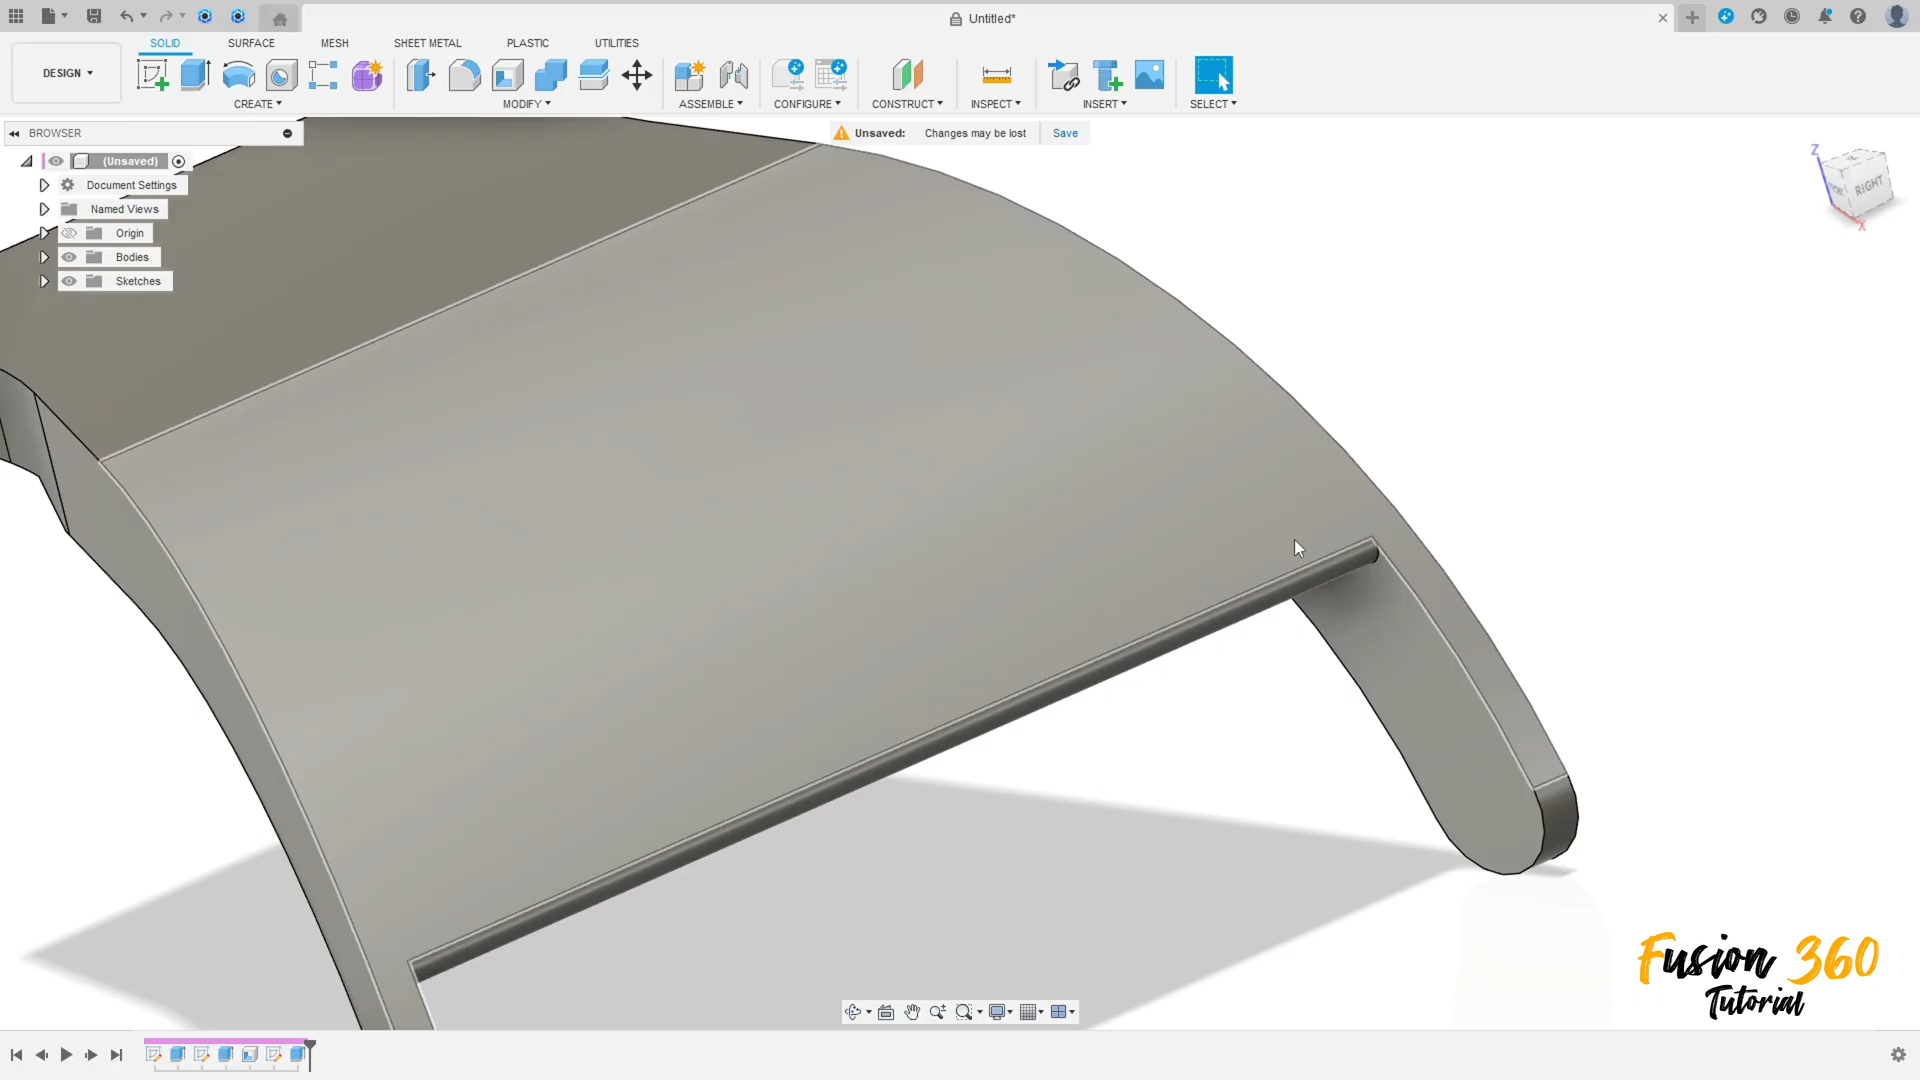 Untitled*
SOLID SURFACE MESH SHEET METAL PLASTIC UTILITIES
DESIGN
CREATE MODIFY ASSEMBLE CONFIGURE CONSTRUCT INSPECT INSERT SELECT
BROWSER
Unsaved: Changes may be lost Save
(Unsaved)
Document Settings
Named Views
Origin
Bodies
Sketches
Z
RIGHT
X
Fusion 360
Tutorial